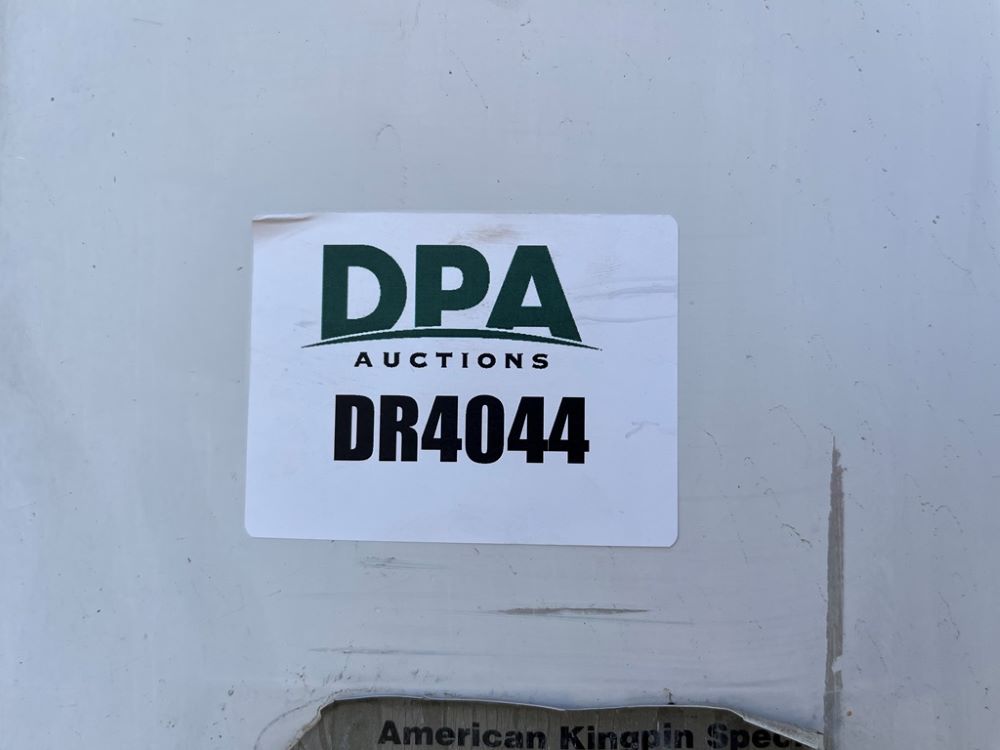 DPA
AUCTIONS
DR4044
American Kingpin